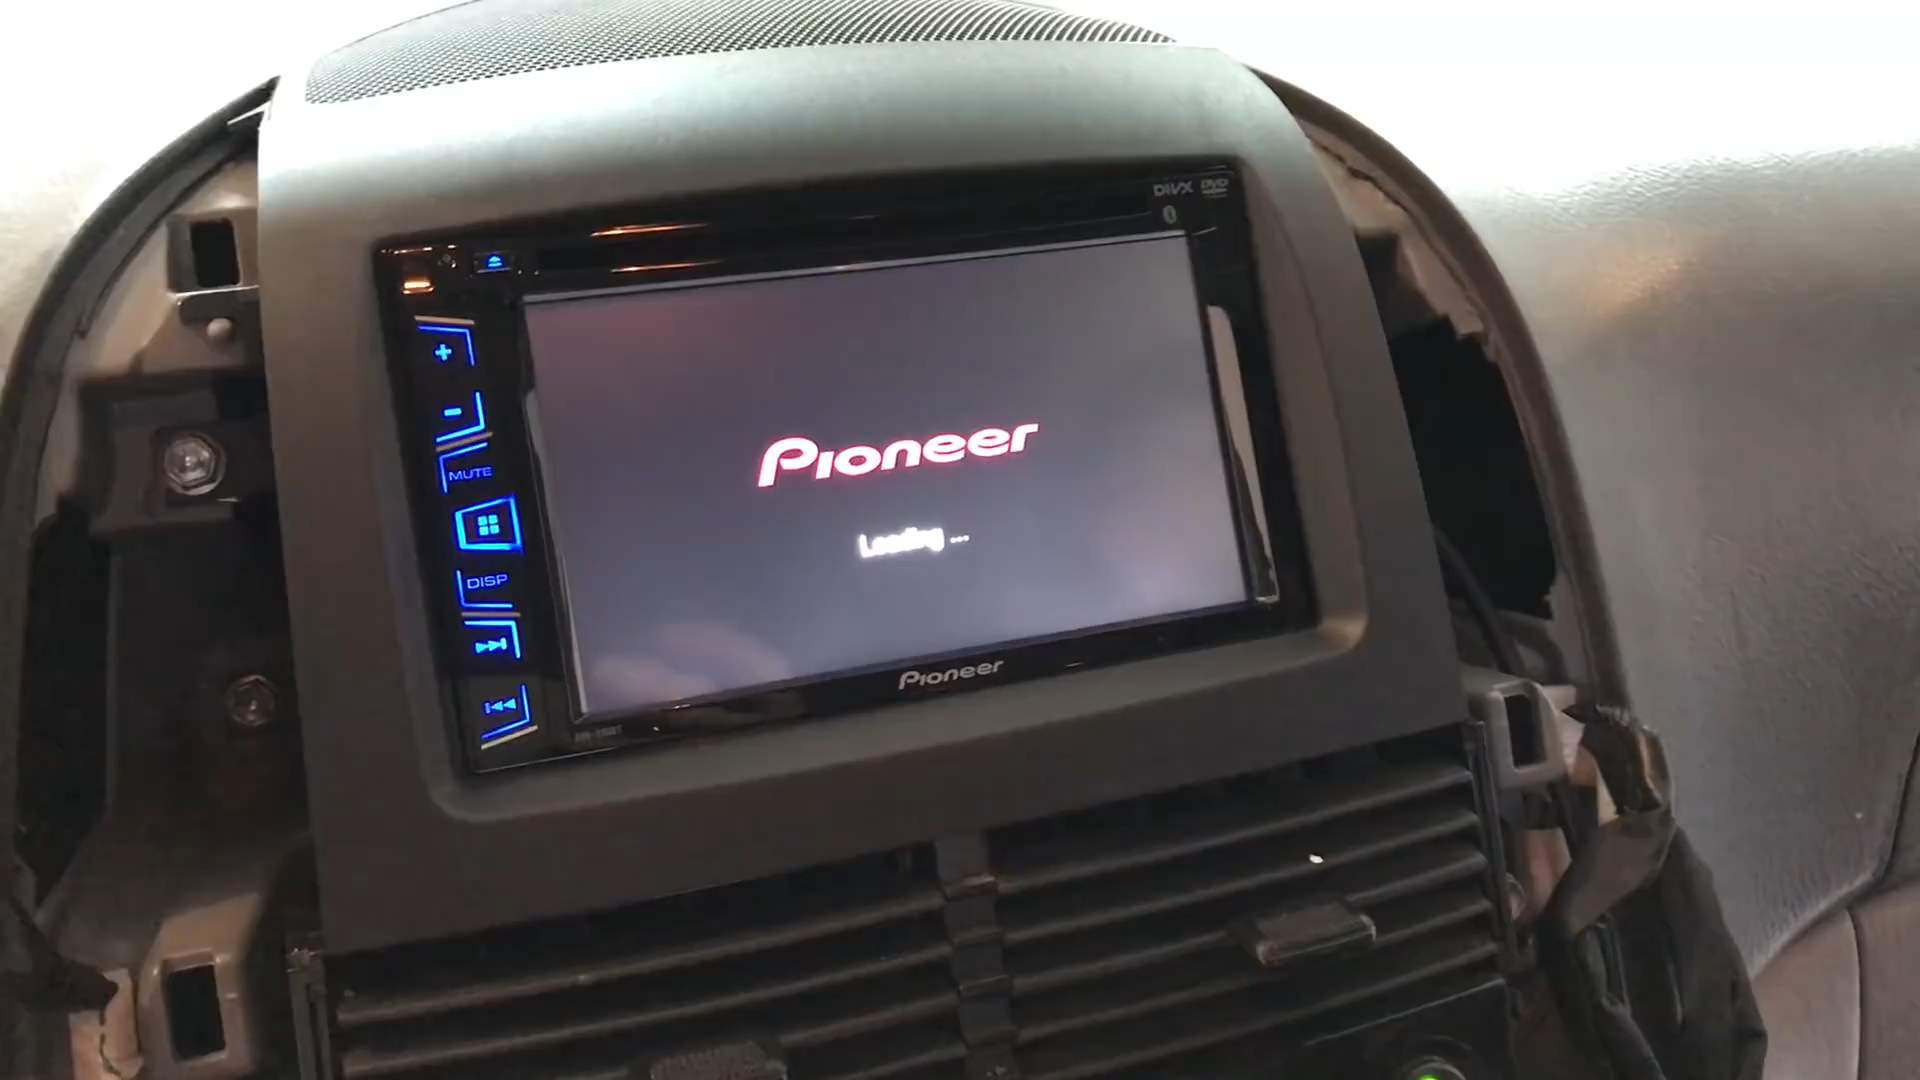 DIVX DVD
MUTE
DISP
Pioneer
Loading ...
Pioneer